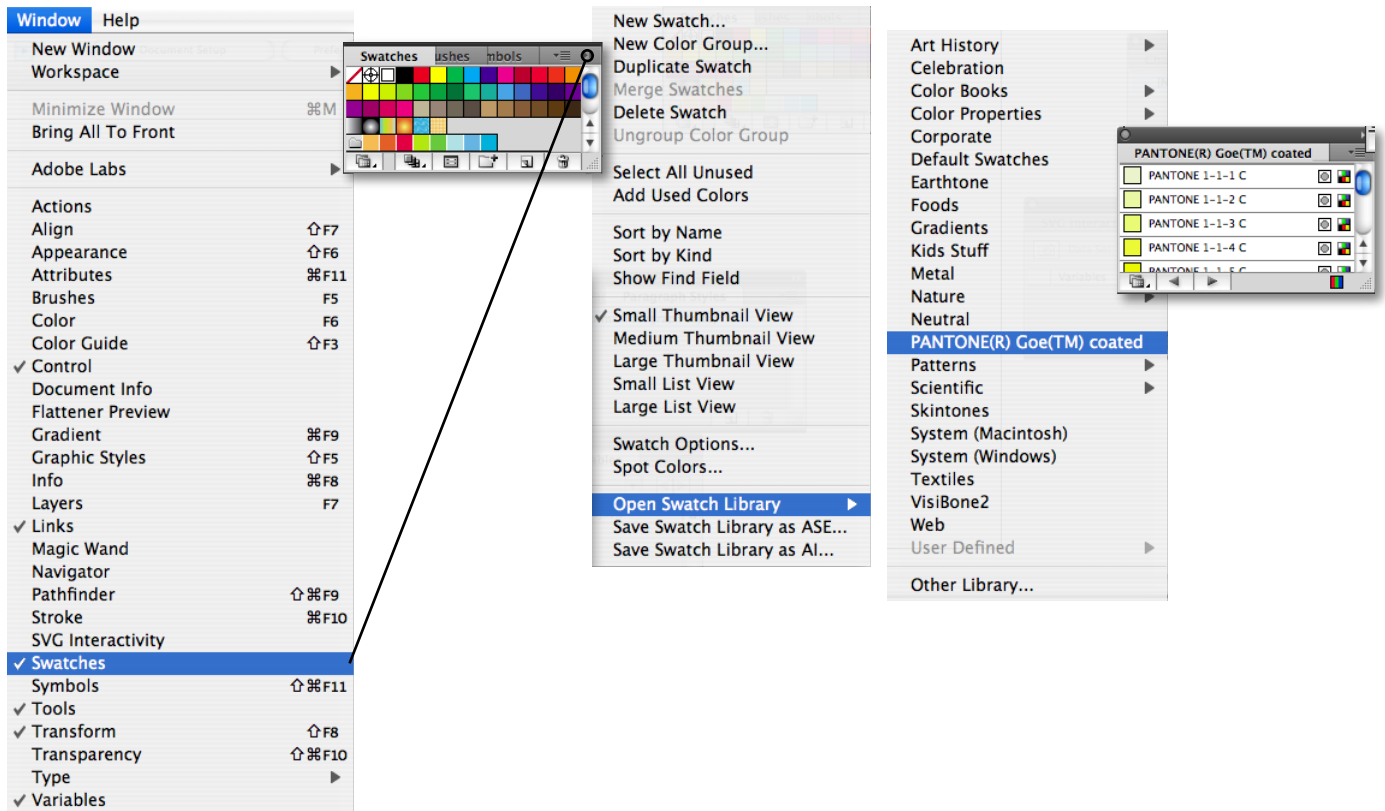 Window Help
New Window
Workspace
Minimize Window ⌘M
Bring All To Front
Adobe Labs
Actions
Align ⇧F7
Appearance ⇧F6
Attributes ⌘F11
Brushes F5
Color F6
Color Guide ⇧F3
✓ Control
Document Info
Flattener Preview
Gradient ⌘F9
Graphic Styles ⇧F5
Info ⌘F8
Layers F7
✓ Links
Magic Wand
Navigator
Pathfinder ⇧⌘F9
Stroke ⌘F10
SVG Interactivity
✓ Swatches
Symbols ⇧⌘F11
✓ Tools
✓ Transform ⇧F8
Transparency ⇧⌘F10
Type
✓ Variables
Swatches ushes mbols
New Swatch...
New Color Group...
Duplicate Swatch
Merge Swatches
Delete Swatch
Ungroup Color Group
Select All Unused
Add Used Colors
Sort by Name
Sort by Kind
Show Find Field
✓ Small Thumbnail View
Medium Thumbnail View
Large Thumbnail View
Small List View
Large List View
Swatch Options...
Spot Colors...
Open Swatch Library
Save Swatch Library as ASE...
Save Swatch Library as AI...
Art History
Celebration
Color Books
Color Properties
Corporate
Default Swatches
Earthtone
Foods
Gradients
Kids Stuff
Metal
Nature
Neutral
PANTONE(R) Goe(TM) coated
Patterns
Scientific
Skintones
System (Macintosh)
System (Windows)
Textiles
VisiBone2
Web
User Defined
Other Library...
PANTONE(R) Goe(TM) coated
PANTONE 1-1-1 C
PANTONE 1-1-2 C
PANTONE 1-1-3 C
PANTONE 1-1-4 C
PANTONE 1-1-5 C